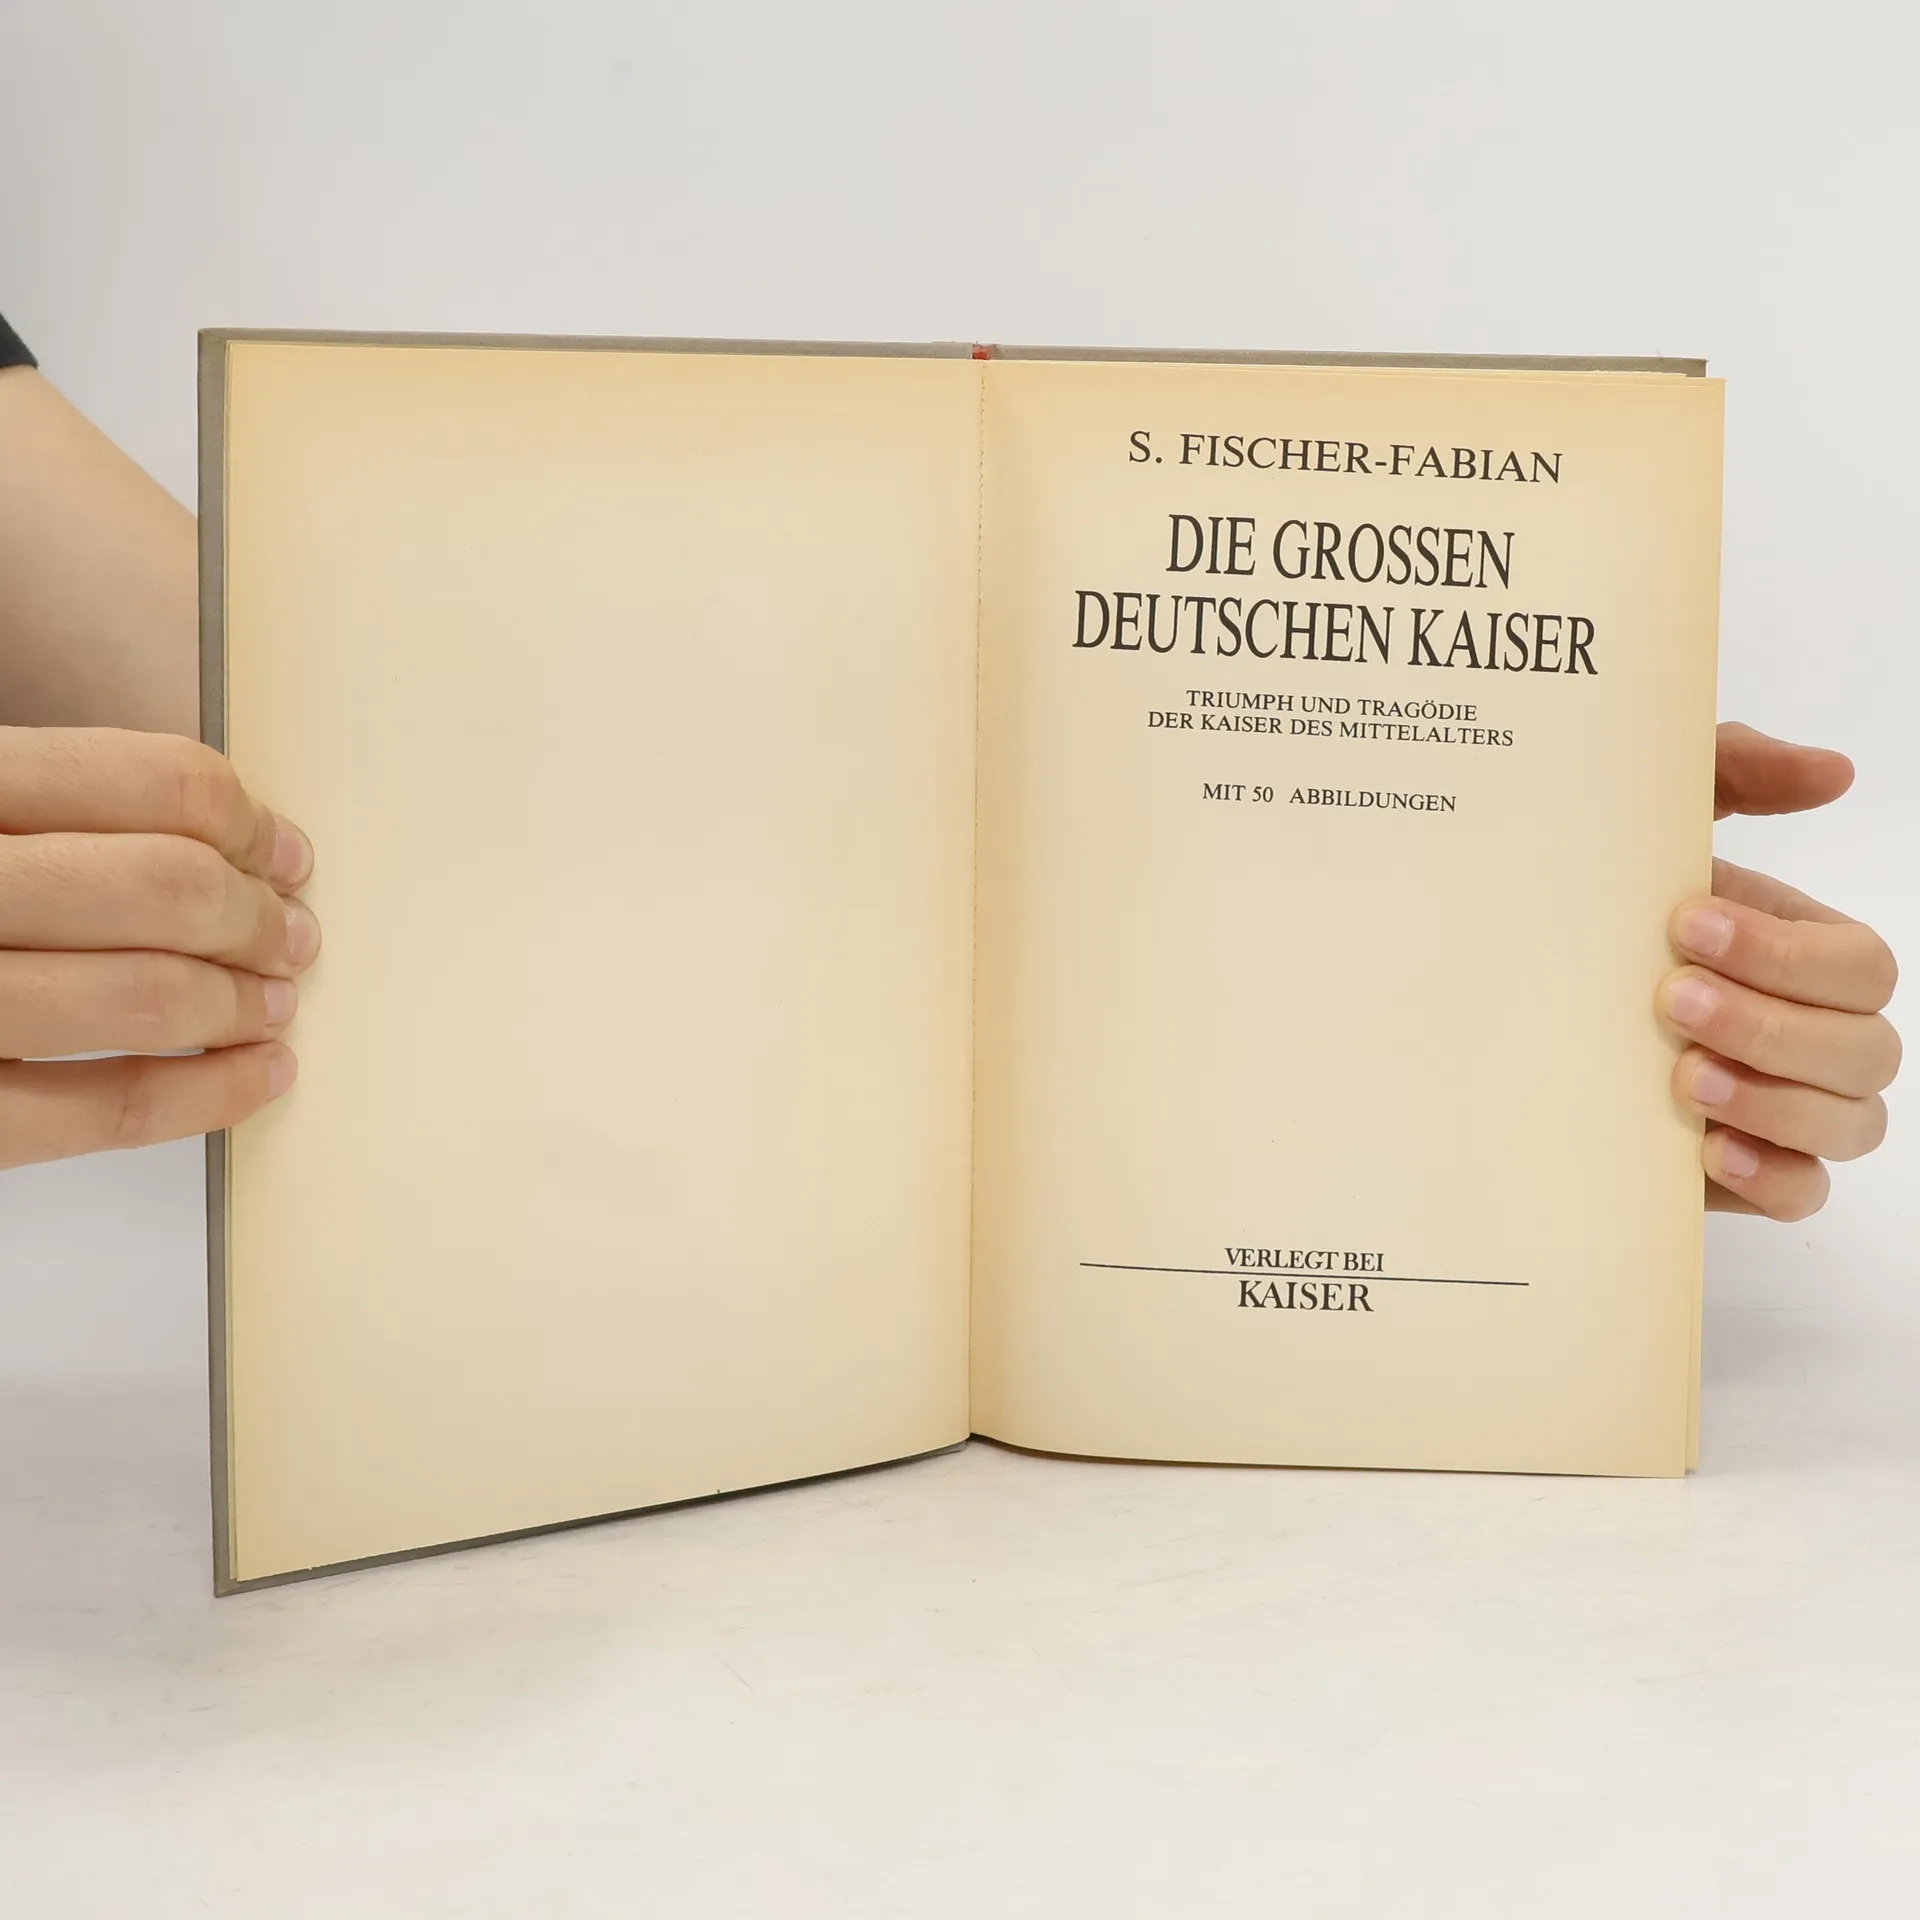 S. FISCHER-FABIAN
DIE GROSSEN
DEUTSCHEN KAISER
TRIUMPH UND TRAGÖDIE
DER KAISER DES MITTELALTERS
MIT 50 ABBILDUNGEN
VERLEGT BEI
KAISER